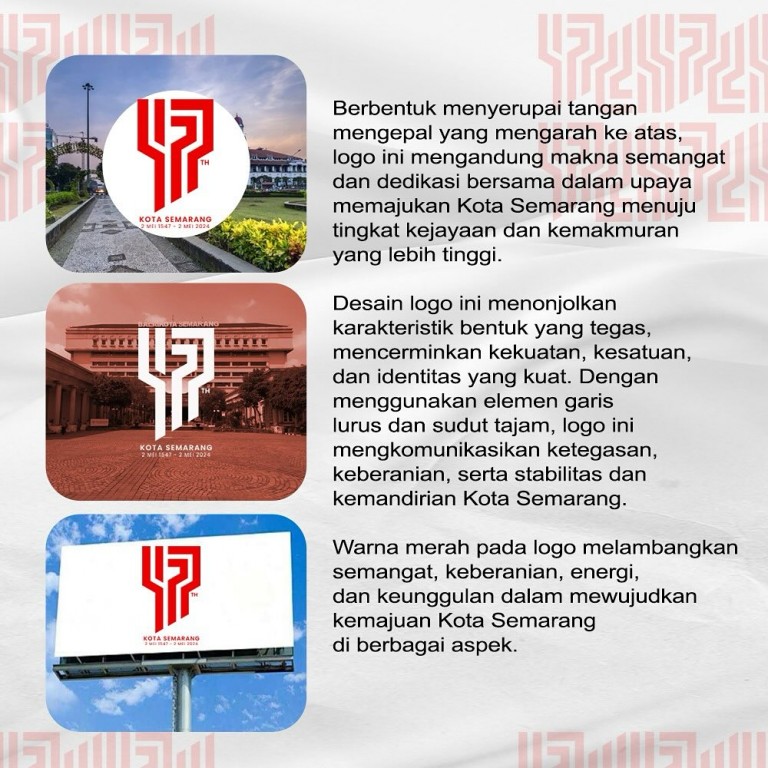 TH
KOTA SEMARANG
2 MEI 1547 - 2 MEI 2024
Berbentuk menyerupai tangan
mengepal yang mengarah ke atas,
logo ini mengandung makna semangat
dan dedikasi bersama dalam upaya
memajukan Kota Semarang menuju
tingkat kejayaan dan kemakmuran
yang lebih tinggi.
BALAIKOTA SEMARANG
TH
KOTA SEMARANG
2 MEI 1547 - 2 MEI 2024
Desain logo ini menonjolkan
karakteristik bentuk yang tegas,
mencerminkan kekuatan, kesatuan,
dan identitas yang kuat. Dengan
menggunakan elemen garis
lurus dan sudut tajam, logo ini
mengkomunikasikan ketegasan,
keberanian, serta stabilitas dan
kemandirian Kota Semarang.
TH
KOTA SEMARANG
2 MEI 1547 - 2 MEI 2024
Warna merah pada logo melambangkan
semangat, keberanian, energi,
dan keunggulan dalam mewujudkan
kemajuan Kota Semarang
di berbagai aspek.